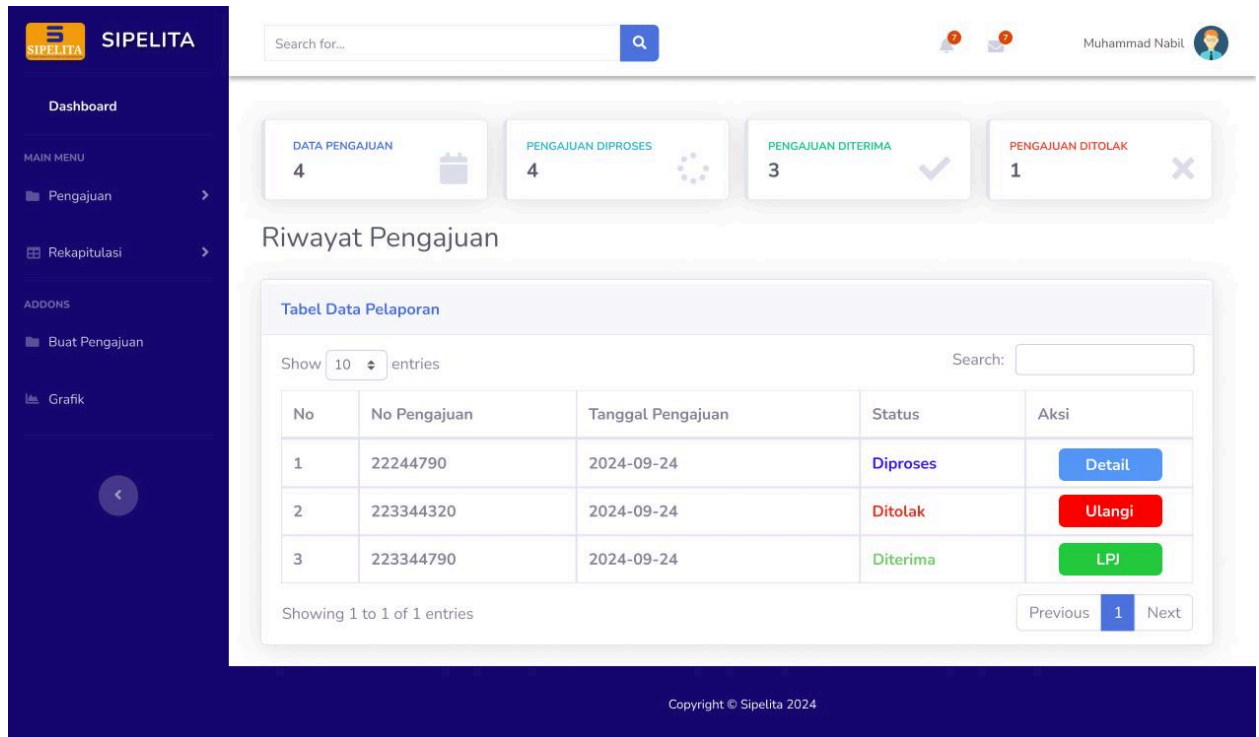 SIPELITA
SIPELITA
Search for...
7
7
Muhammad Nabil
Dashboard
MAIN MENU
Pengajuan
Rekapitulasi
ADDONS
Buat Pengajuan
Grafik
DATA PENGAJUAN
4
PENGAJUAN DIPROSES
4
PENGAJUAN DITERIMA
3
PENGAJUAN DITOLAK
1
Riwayat Pengajuan
Tabel Data Pelaporan
Show 10 entries
Search:
No No Pengajuan Tanggal Pengajuan Status Aksi
1 22244790 2024-09-24 Diproses Detail
2 223344320 2024-09-24 Ditolak Ulangi
3 223344790 2024-09-24 Diterima LPJ
Showing 1 to 1 of 1 entries
Previous 1 Next
Copyright © Sipelita 2024